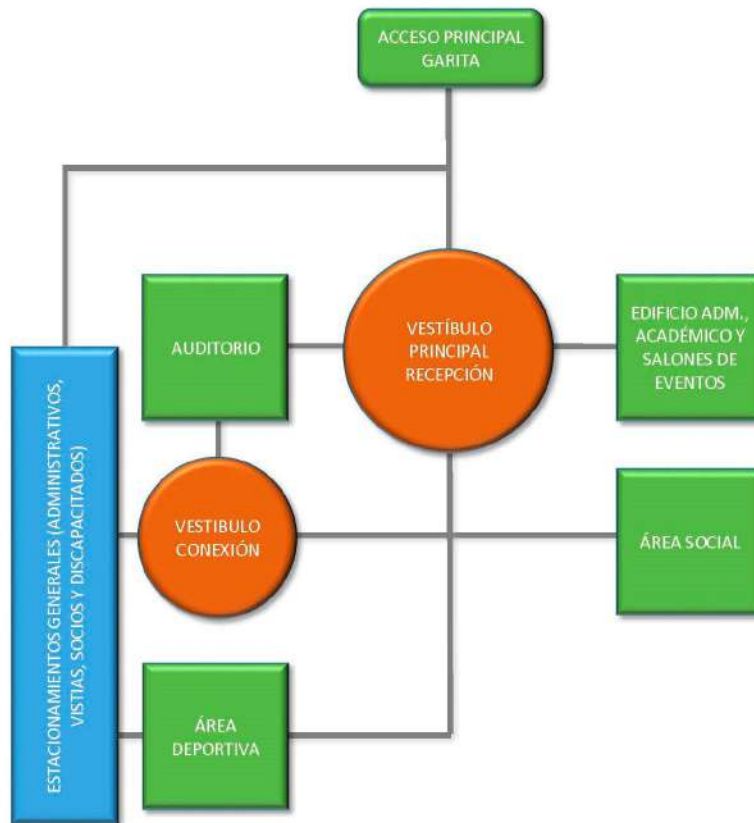 ACCESO PRINCIPAL
GARITA
AUDITORIO
VESTÍBULO
PRINCIPAL
RECEPCIÓN
EDIFICIO ADM.,
ACADÉMICO Y
SALONES DE
EVENTOS
ESTACIONAMIENTOS GENERALES (ADMINISTRATIVOS,
VISTIAS, SOCIOS Y DISCAPACITADOS)
VESTIBULO
CONEXIÓN
ÁREA SOCIAL
ÁREA
DEPORTIVA